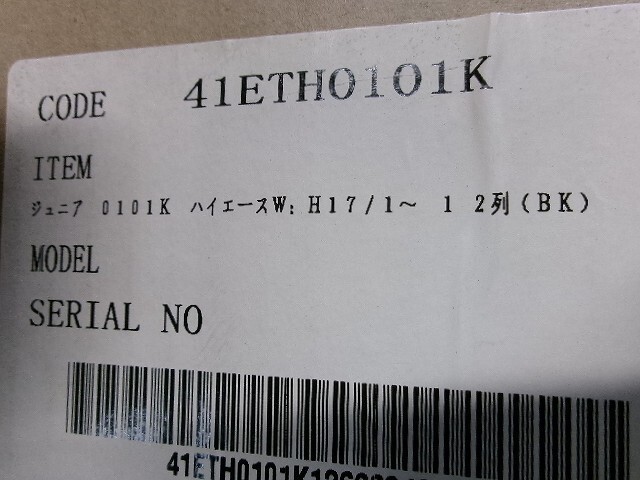 CODE 41ETH0101K
ITEM
ジュニア 0101K ハイエースW: H17/1～ 1 2列(BK)
MODEL
SERIAL NO